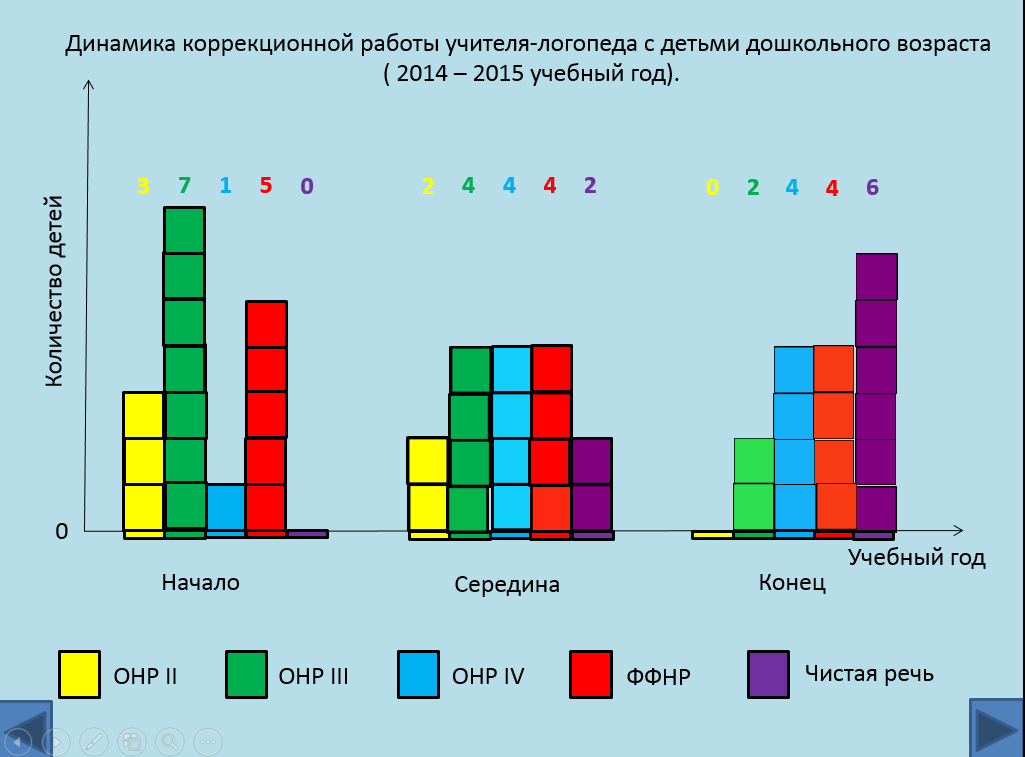 Динамика коррекционной работы учителя-логопеда с детьми дошкольного возраста
( 2014 – 2015 учебный год).
3 7 1 5 0
2 4 4 4 2
0 2 4 4 6
Количество детей
0
Учебный год
Начало
Середина
Конец
ОНР II
ОНР III
ОНР IV
ФФНР
Чистая речь